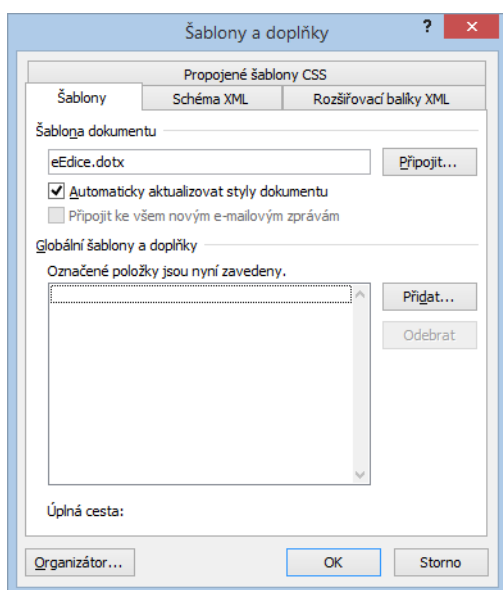 Šablony a doplňky
?
×
Propojené šablony CSS
Šablony
Schéma XML
Rozšiřovací balíky XML
Šablona dokumentu
eEdice.dotx
Připojit...
Automaticky aktualizovat styly dokumentu
Připojit ke všem novým e-mailovým zprávám
Globální šablony a doplňky
Označené položky jsou nyní zavedeny.
Přidat...
Odebrat
Úplná cesta:
Organizátor...
OK
Storno